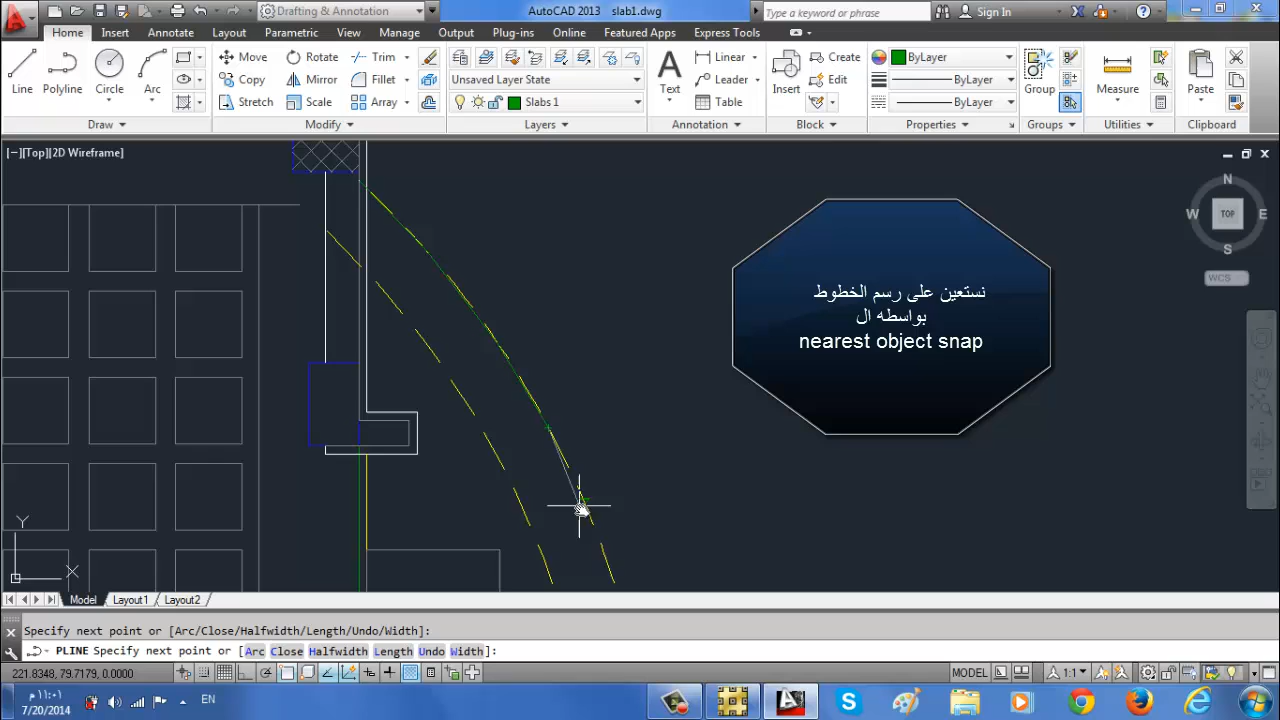 Drafting & Annotation
AutoCAD 2013 slab1.dwg
Type a keyword or phrase
Sign In
Home Insert Annotate Layout Parametric View Manage Output Plug-ins Online Featured Apps Express Tools
Line Polyline Circle Arc
Move Rotate Trim
Copy Mirror Fillet
Stretch Scale Array
Unsaved Layer State
Slabs 1
Text Linear
Leader
Table
Insert Create
Edit
ByLayer
ByLayer
ByLayer
Group Measure Paste
Draw Modify Layers Annotation Block Properties Groups Utilities Clipboard
[−][Top][2D Wireframe]
N
W TOP E
S
WCS
نستعين على رسم الخطوط
بواسطه ال
nearest object snap
Y
X
Model Layout1 Layout2
Specify next point or [Arc/Close/Halfwidth/Length/Undo/Width]:
PLINE Specify next point or [Arc Close Halfwidth Length Undo Width]:
221.8348, 79.7179, 0.0000
MODEL 1:1
١١:٠١ م
7/20/2014
EN